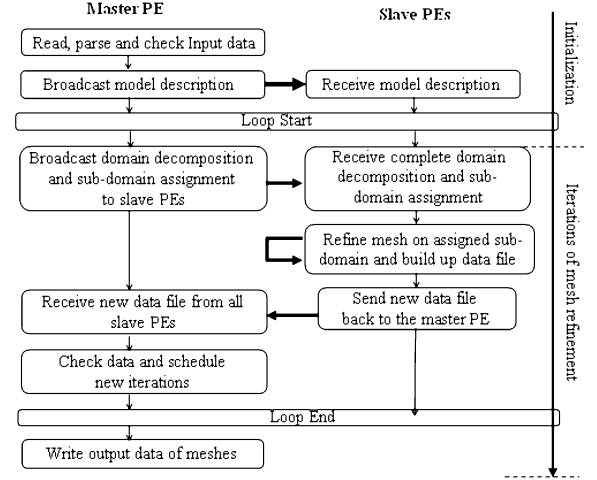 Master PE
Slave PEs
Read, parse and check Input data
Broadcast model description
Receive model description
Loop Start
Broadcast domain decomposition
and sub-domain assignment
to slave PEs
Receive complete domain
decomposition and sub-
domain assignment
Refine mesh on assigned sub-
domain and build up data file
Receive new data file from all
slave PEs
Send new data file
back to the master PE
Check data and schedule
new iterations
Loop End
Write output data of meshes
Initialization
Iterations of mesh refinement